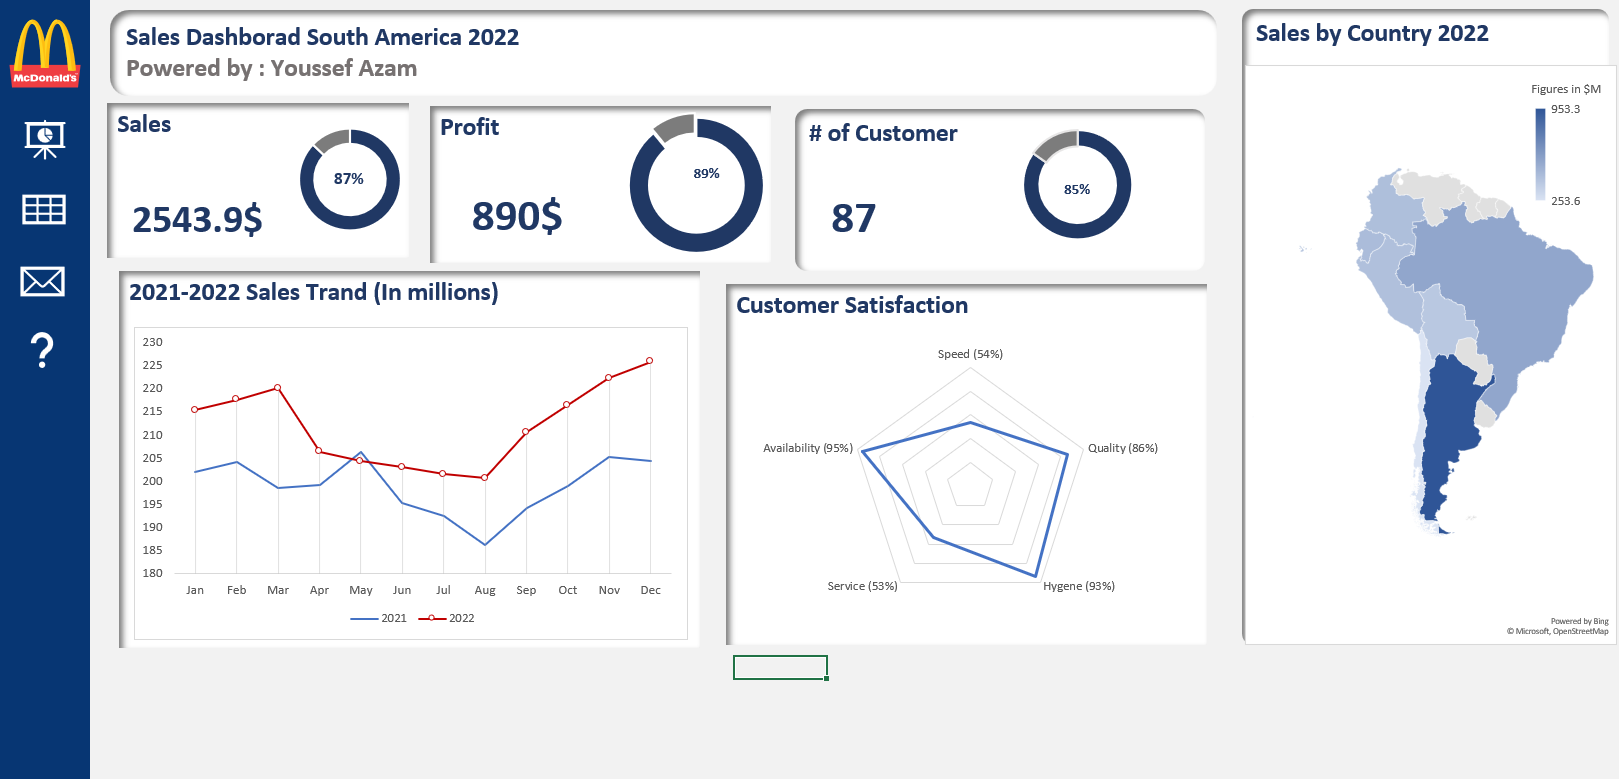 McDonald's
Sales Dashborad South America 2022
Powered by : Youssef Azam
Sales
87%
2543.9$
Profit
89%
890$
# of Customer
85%
87
2021-2022 Sales Trand (In millions)
230
225
220
215
210
205
200
195
190
185
180
Jan Feb Mar Apr May Jun Jul Aug Sep Oct Nov Dec
2021 2022
Customer Satisfaction
Speed (54%)
Availability (95%)
Quality (86%)
Service (53%)
Hygene (93%)
Sales by Country 2022
Figures in $M
953.3
253.6
Powered by Bing
© Microsoft, OpenStreetMap